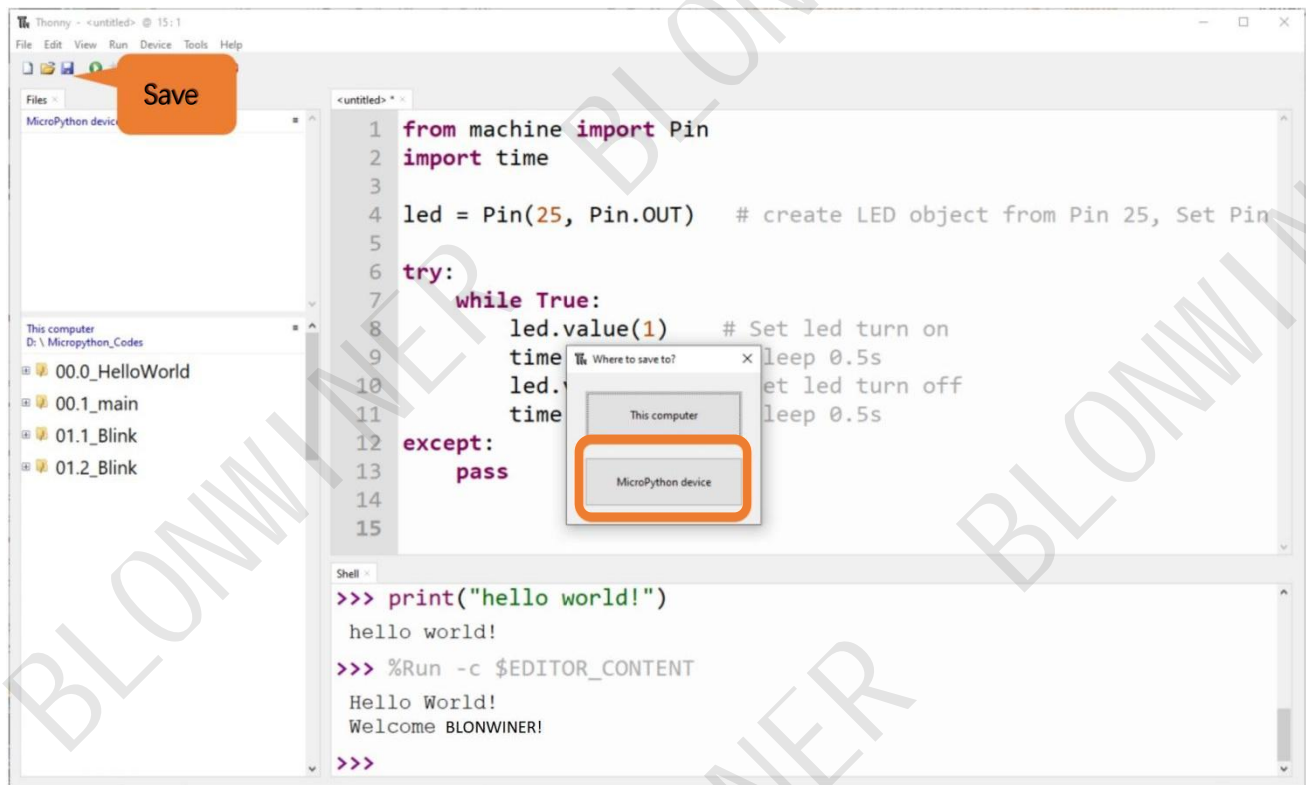 Thonny - <untitled> @ 15:1
File Edit View Run Device Tools Help
Save
Files
MicroPython devic
This computer
D: \ Micropython_Codes
00.0_HelloWorld
00.1_main
01.1_Blink
01.2_Blink
<untitled> *
1 from machine import Pin
2 import time
3
4 led = Pin(25, Pin.OUT) # create LED object from Pin 25, Set Pin
5
6 try:
7 while True:
8 led.value(1) # Set led turn on
9 time leep 0.5s
10 led. et led turn off
11 time leep 0.5s
12 except:
13 pass
14
15
Where to save to?
This computer
MicroPython device
Shell
>>> print("hello world!")
hello world!
>>> %Run -c $EDITOR_CONTENT
Hello World!
Welcome BLONWINER!
>>>
BLONWINER
BLONWINER